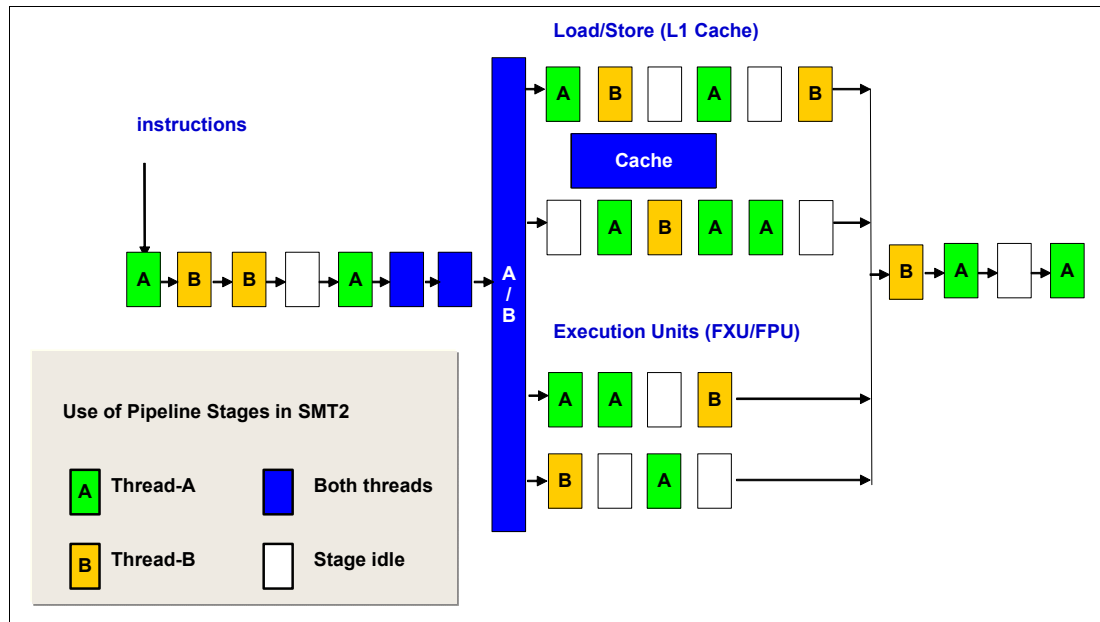 Load/Store (L1 Cache)
A B A B
instructions
Cache
A B A A
A B B A
A
/
B
B A A
Execution Units (FXU/FPU)
A A B
B A
Use of Pipeline Stages in SMT2
A Thread-A Both threads
B Thread-B Stage idle